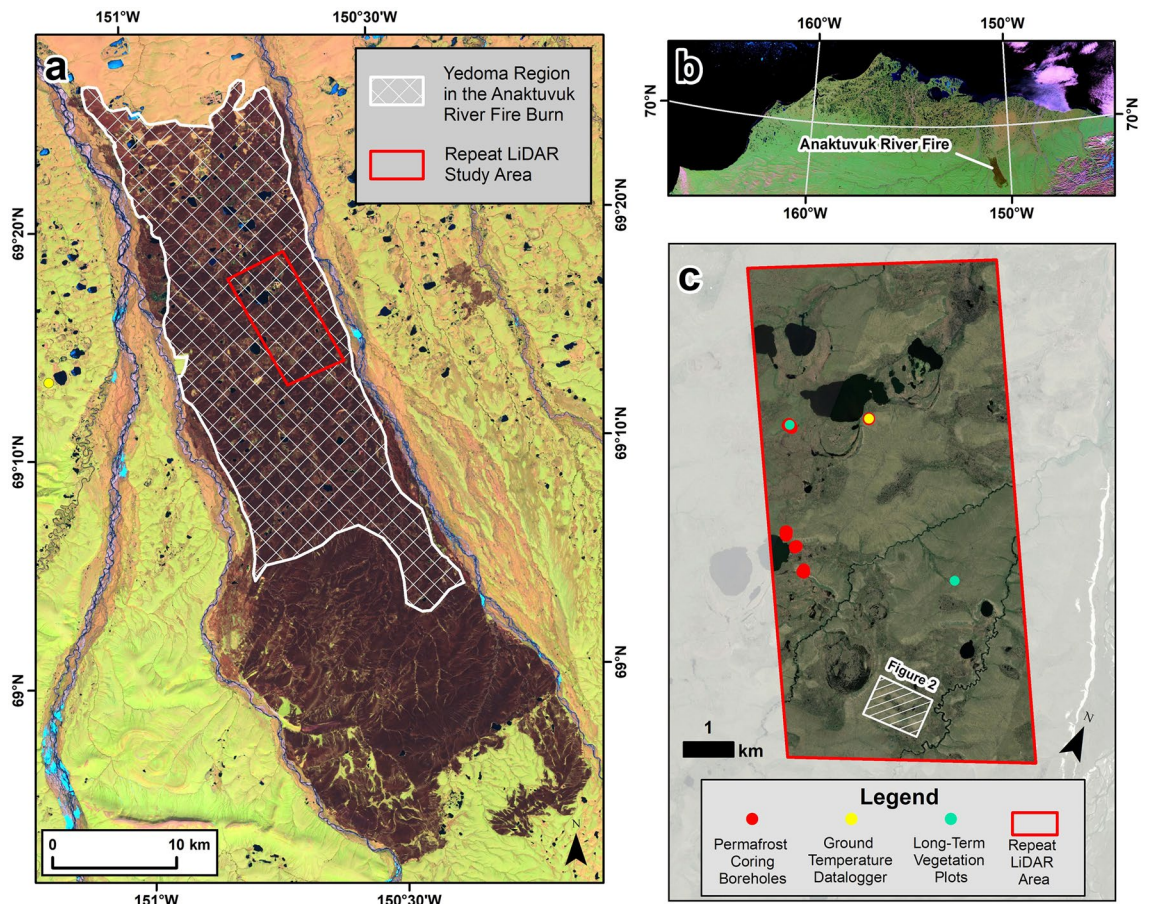 151°W
150°30'W
a
Yedoma Region
in the Anaktuvuk
River Fire Burn
Repeat LiDAR
Study Area
69°20'N
69°20'N
69°10'N
69°10'N
69°N
69°N
0
10 km
N
151°W
150°30'W
160°W
150°W
b
70°N
70°N
Anaktuvuk River Fire
160°W
150°W
c
Figure 2
1
km
N
Legend
Permafrost
Coring
Boreholes
Ground
Temperature
Datalogger
Long-Term
Vegetation
Plots
Repeat
LiDAR
Area